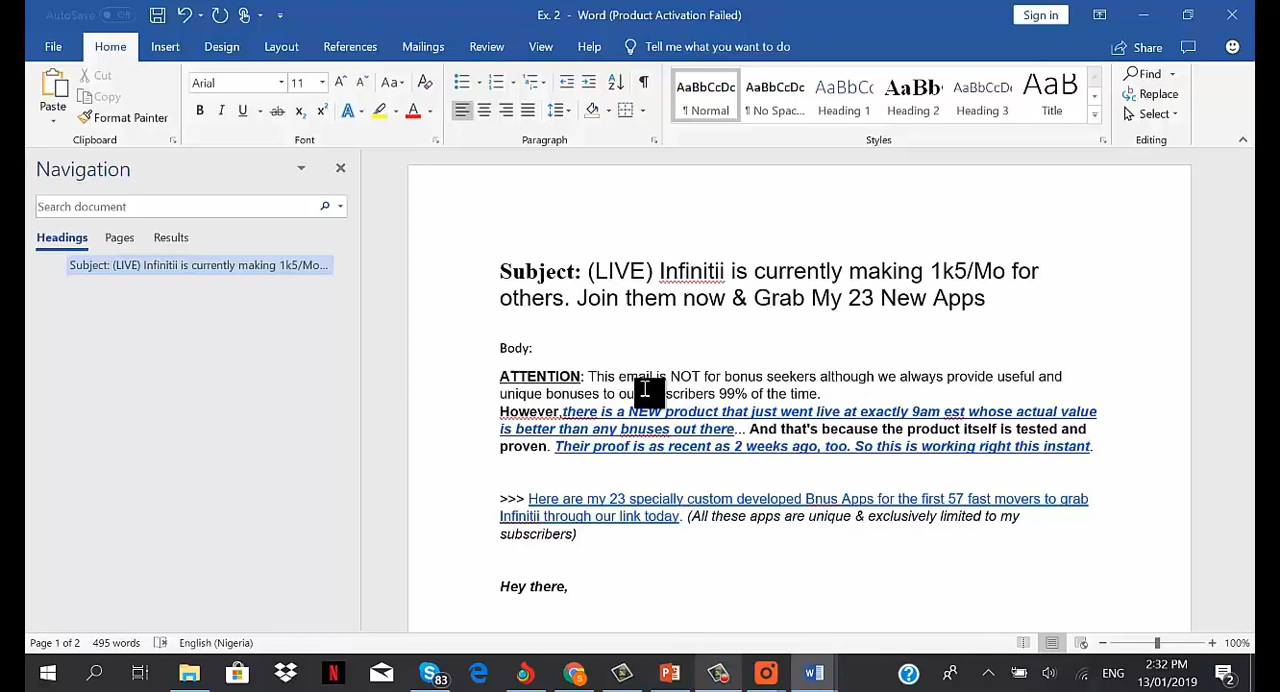 AutoSave Off
Ex. 2 - Word (Product Activation Failed)
Sign in
File Home Insert Design Layout References Mailings Review View Help Tell me what you want to do Share
Paste
Cut
Copy
Format Painter
Clipboard
Arial 11
Aa
B I U ab x₂ x² A A
Font
Paragraph
AaBbCcDc AaBbCcDc AaBbCc AaBb AaBbCcDc AaB
¶ Normal ¶ No Spac... Heading 1 Heading 2 Heading 3 Title
Styles
Find
Replace
Select
Editing
Navigation
Search document
Headings Pages Results
Subject: (LIVE) Infinitii is currently making 1k5/Mo...
Subject: (LIVE) Infinitii is currently making 1k5/Mo for
others. Join them now & Grab My 23 New Apps
Body:
ATTENTION: This email is NOT for bonus seekers although we always provide useful and
unique bonuses to ou scribers 99% of the time.
However,there is a NEW product that just went live at exactly 9am est whose actual value
is better than any bnuses out there... And that's because the product itself is tested and
proven. Their proof is as recent as 2 weeks ago, too. So this is working right this instant.
>>> Here are my 23 specially custom developed Bnus Apps for the first 57 fast movers to grab
Infinitii through our link today. (All these apps are unique & exclusively limited to my
subscribers)
Hey there,
Page 1 of 2 495 words English (Nigeria) 100%
83
ENG
2:32 PM
13/01/2019
2